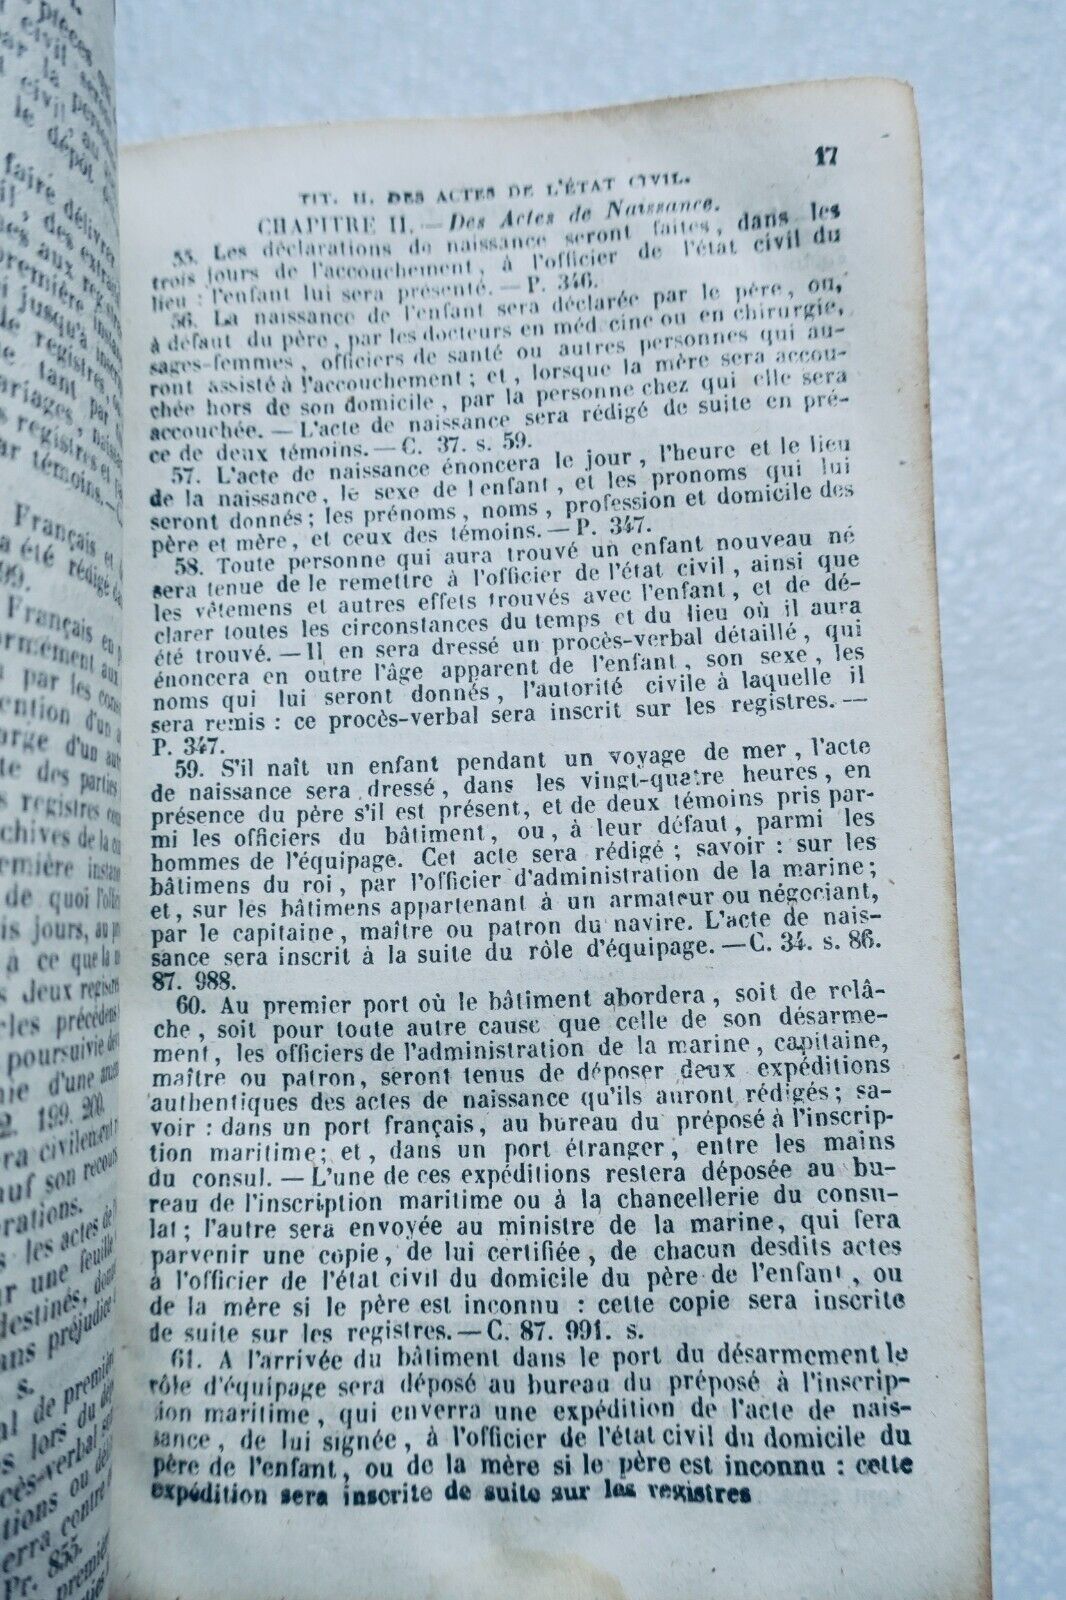 17
TIT. II. DES ACTES DE L'ÉTAT CIVIL.
CHAPITRE II. — Des Actes de Naissance.
55. Les déclarations de naissance seront faites, dans les
trois jours de l'accouchement, à l'officier de l'état civil du
lieu : l'enfant lui sera présenté. — P. 346.
56. La naissance de l'enfant sera déclarée par le père, ou,
à défaut du père, par les docteurs en méd cine ou en chirurgie,
sages-femmes, officiers de santé ou autres personnes qui au-
ront assisté à l'accouchement ; et, lorsque la mère sera accou-
chée hors de son domicile, par la personne chez qui elle sera
accouchée. — L'acte de naissance sera rédigé de suite en pré-
ce de deux témoins. — C. 37. s. 59.
57. L'acte de naissance énoncera le jour, l'heure et le lieu
de la naissance, le sexe de l enfant, et les pronoms qui lui
seront donnés ; les prénoms, noms, profession et domicile des
père et mère, et ceux des témoins. — P. 347.
58. Toute personne qui aura trouvé un enfant nouveau né
sera tenue de le remettre à l'officier de l'état civil, ainsi que
les vêtemens et autres effets trouvés avec l'enfant, et de dé-
clarer toutes les circonstances du temps et du lieu où il aura
été trouvé. — Il en sera dressé un procès-verbal détaillé, qui
énoncera en outre l'âge apparent de l'enfant, son sexe, les
noms qui lui seront donnés, l'autorité civile à laquelle il
sera remis : ce procès-verbal sera inscrit sur les registres. —
P. 347.
59. S'il naît un enfant pendant un voyage de mer, l'acte
de naissance sera dressé, dans les vingt-quatre heures, en
présence du père s'il est présent, et de deux témoins pris par-
mi les officiers du bâtiment, ou, à leur défaut, parmi les
hommes de l'équipage. Cet acte sera rédigé ; savoir : sur les
bâtimens du roi, par l'officier d'administration de la marine ;
et, sur les bâtimens appartenant à un armateur ou négociant,
par le capitaine, maître ou patron du navire. L'acte de nais-
sance sera inscrit à la suite du rôle d'équipage. — C. 34. s. 86.
87. 988.
60. Au premier port où le bâtiment abordera, soit de relâ-
che, soit pour toute autre cause que celle de son désarme-
ment, les officiers de l'administration de la marine, capitaine,
maître ou patron, seront tenus de déposer deux expéditions
authentiques des actes de naissance qu'ils auront rédigés ; sa-
voir : dans un port français, au bureau du préposé à l'inscrip-
tion maritime ; et, dans un port étranger, entre les mains
du consul. — L'une de ces expéditions restera déposée au bu-
reau de l'inscription maritime ou à la chancellerie du consu-
lat ; l'autre sera envoyée au ministre de la marine, qui fera
parvenir une copie, de lui certifiée, de chacun desdits actes
à l'officier de l'état civil du domicile du père de l'enfant, ou
de la mère si le père est inconnu : cette copie sera inscrite
de suite sur les registres. — C. 87. 991. s.
61. A l'arrivée du bâtiment dans le port du désarmement le
rôle d'équipage sera déposé au bureau du préposé à l'inscrip-
tion maritime, qui enverra une expédition de l'acte de nais-
sance, de lui signée, à l'officier de l'état civil du domicile du
père de l'enfant, ou de la mère si le père est inconnu : cette
expédition sera inscrite de suite sur les registres